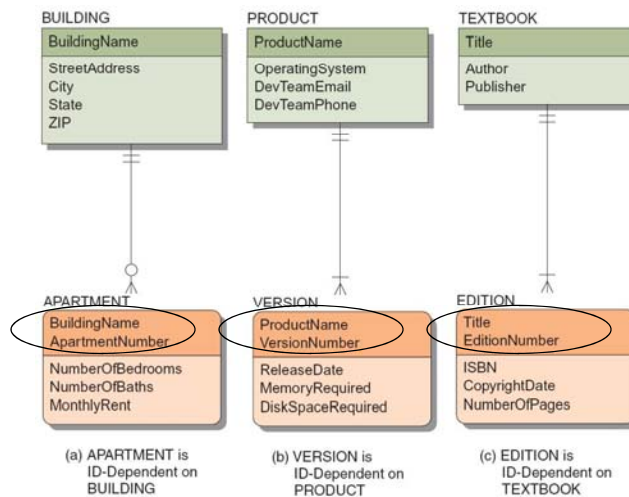 BUILDING
BuildingName
StreetAddress
City
State
ZIP
PRODUCT
ProductName
OperatingSystem
DevTeamEmail
DevTeamPhone
TEXTBOOK
Title
Author
Publisher
APARTMENT
BuildingName
ApartmentNumber
NumberOfBedrooms
NumberOfBaths
MonthlyRent
VERSION
ProductName
VersionNumber
ReleaseDate
MemoryRequired
DiskSpaceRequired
EDITION
Title
EditionNumber
ISBN
CopyrightDate
NumberOfPages
(a) APARTMENT is
ID-Dependent on
BUILDING
(b) VERSION is
ID-Dependent on
PRODUCT
(c) EDITION is
ID-Dependent on
TEXTBOOK